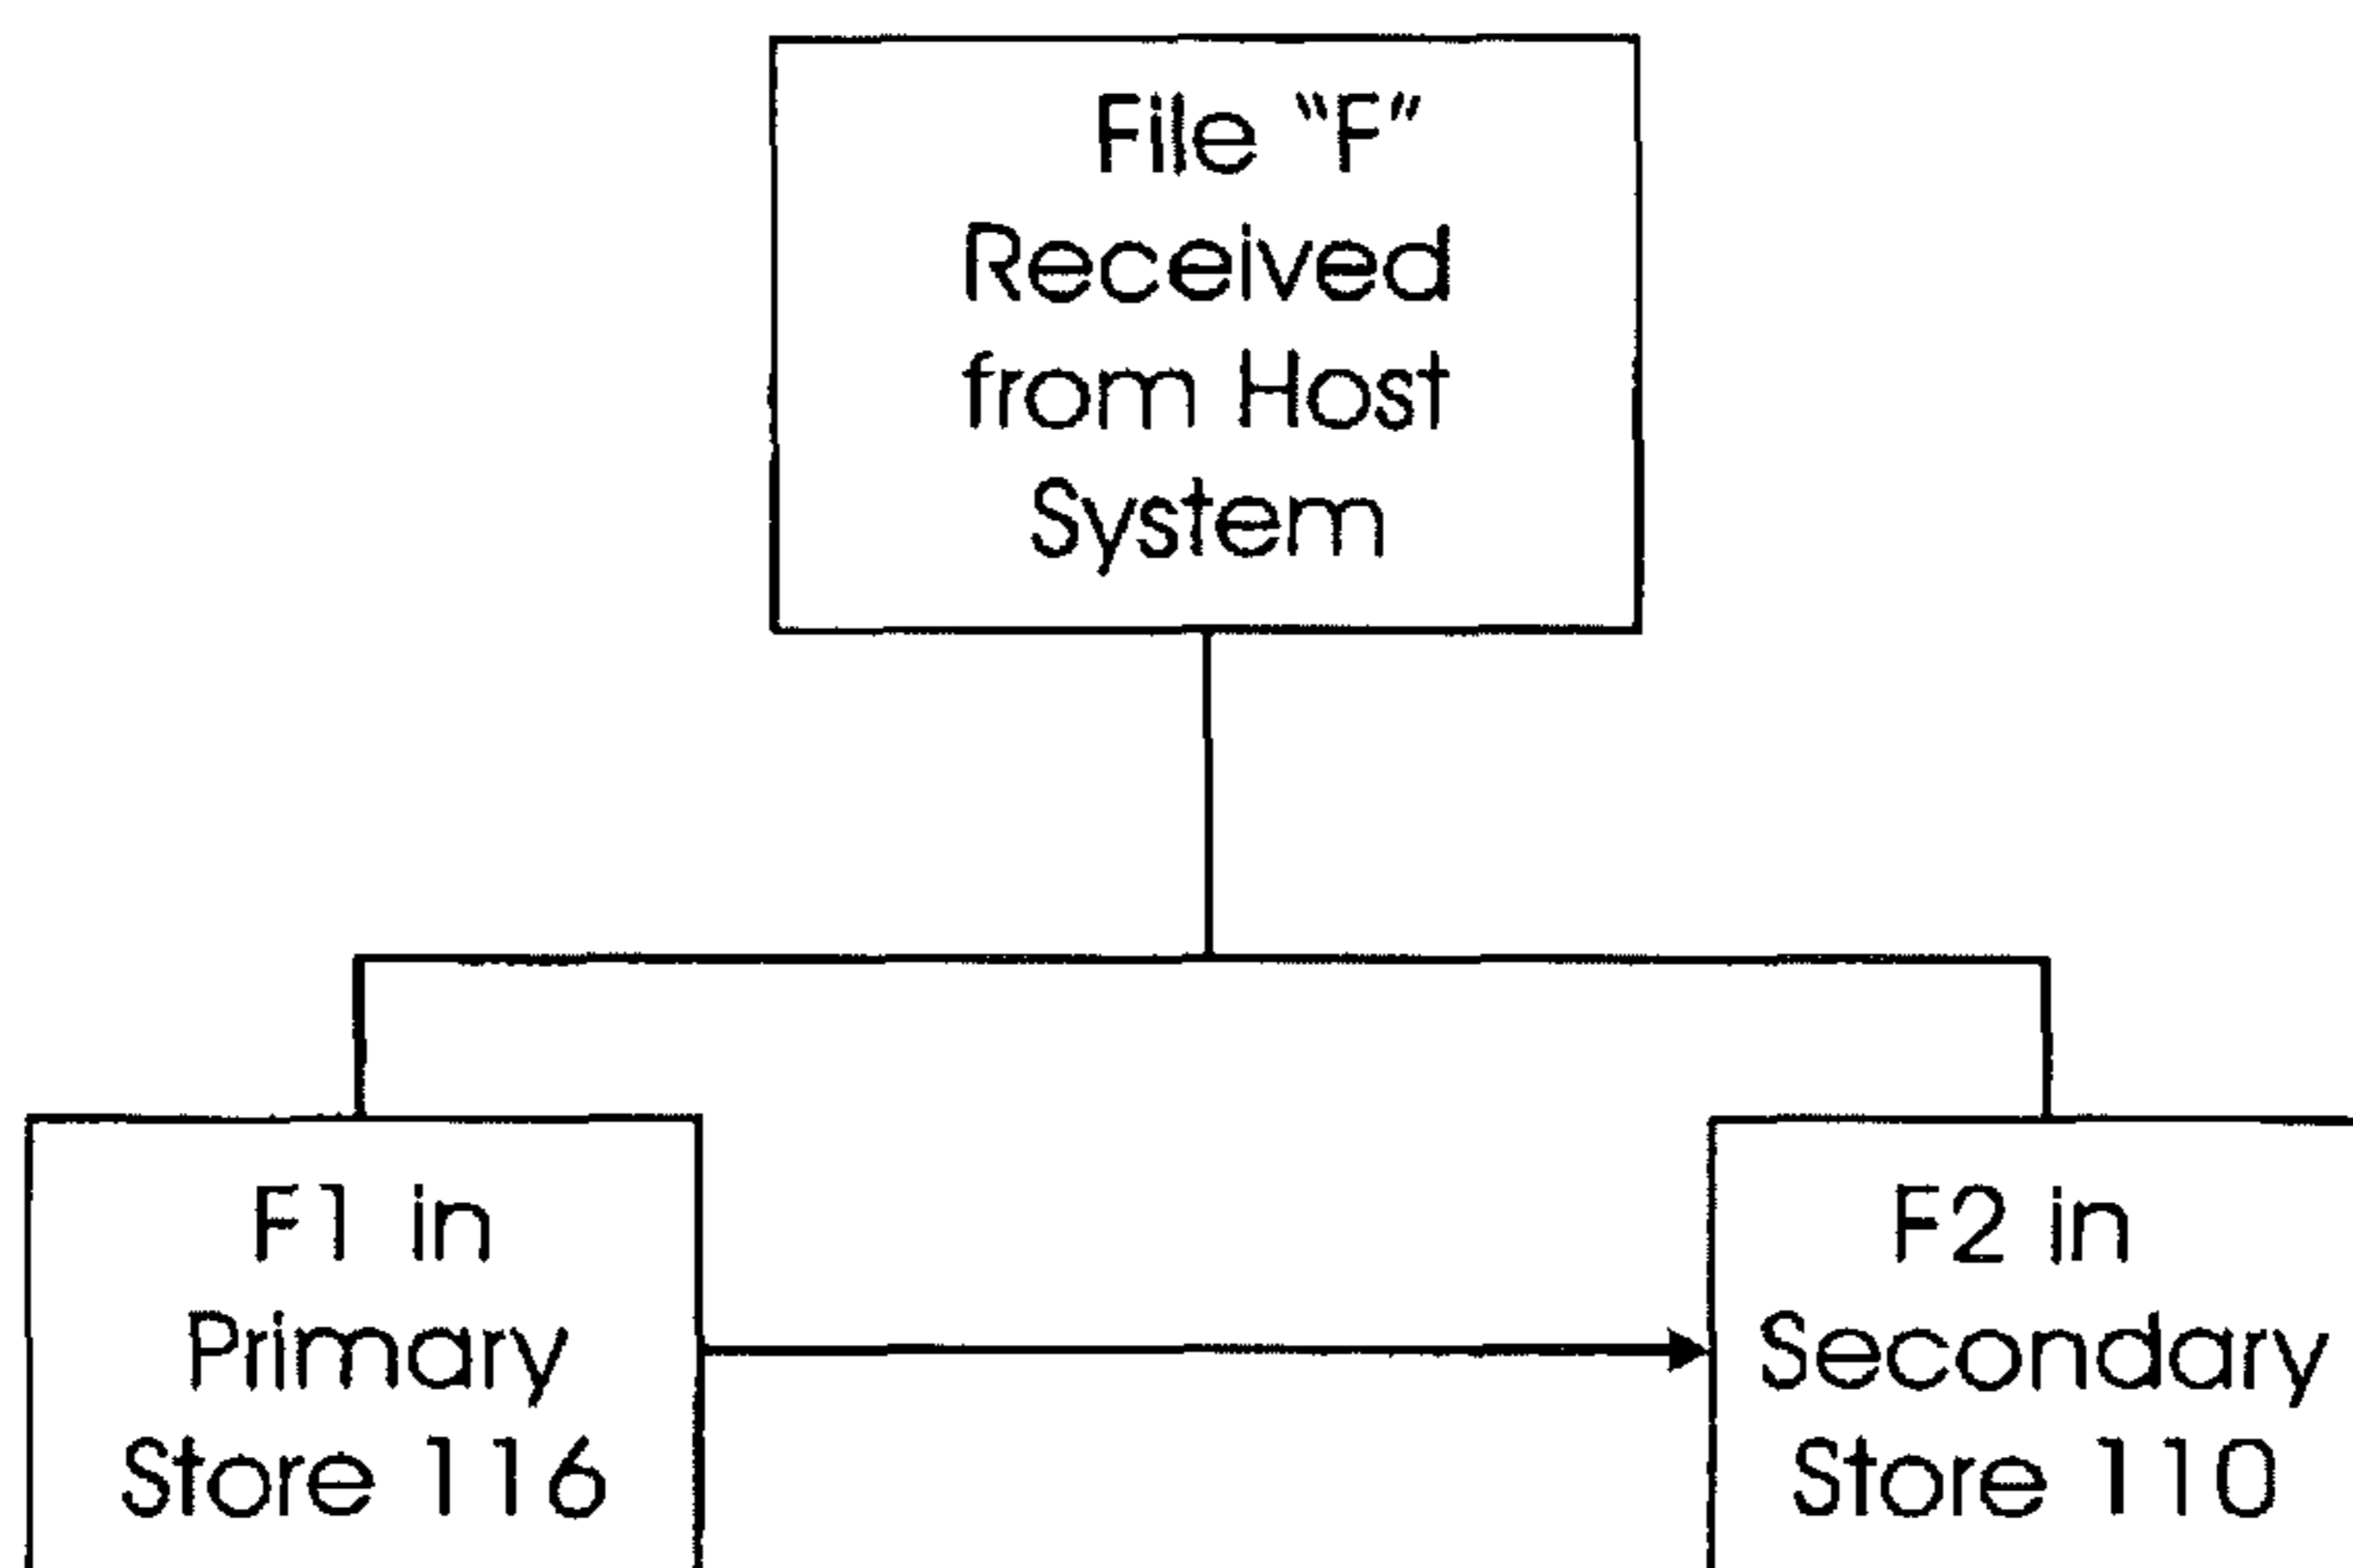 File “F”
Received
from Host
System
F1 in
Primary
Store 116
F2 in
Secondary
Store 110